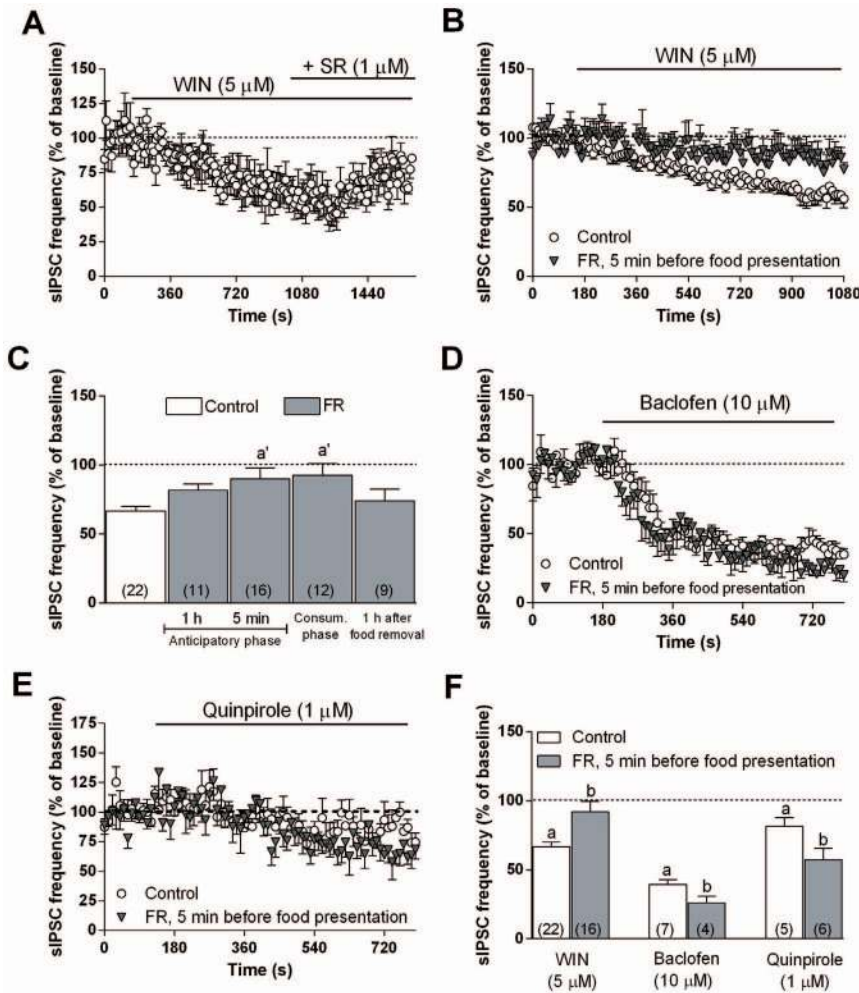 A
+ SR (1 μM)
WIN (5 μM)
sIPSC frequency (% of baseline)
150
125
100
75
50
25
0
0 360 720 1080 1440
Time (s)
B
WIN (5 μM)
sIPSC frequency (% of baseline)
150
100
50
0
Control
FR, 5 min before food presentation
0 180 360 540 720 900 1080
Time (s)
C
Control FR
sIPSC frequency (% of baseline)
150
100
50
0
a' a'
(22) (11) (16) (12) (9)
1 h 5 min Consum. 1 h after
Anticipatory phase phase food removal
D
Baclofen (10 μM)
sIPSC frequency (% of baseline)
150
100
50
0
Control
FR, 5 min before food presentation
0 180 360 540 720
Time (s)
E
Quinpirole (1 μM)
sIPSC frequency (% of baseline)
175
150
125
100
75
50
25
0
Control
FR, 5 min before food presentation
0 180 360 540 720
Time (s)
F
Control
FR, 5 min before food presentation
sIPSC frequency (% of baseline)
150
100
50
0
a b a b a b
(22) (16) (7) (4) (5) (6)
WIN Baclofen Quinpirole
(5 μM) (10 μM) (1 μM)